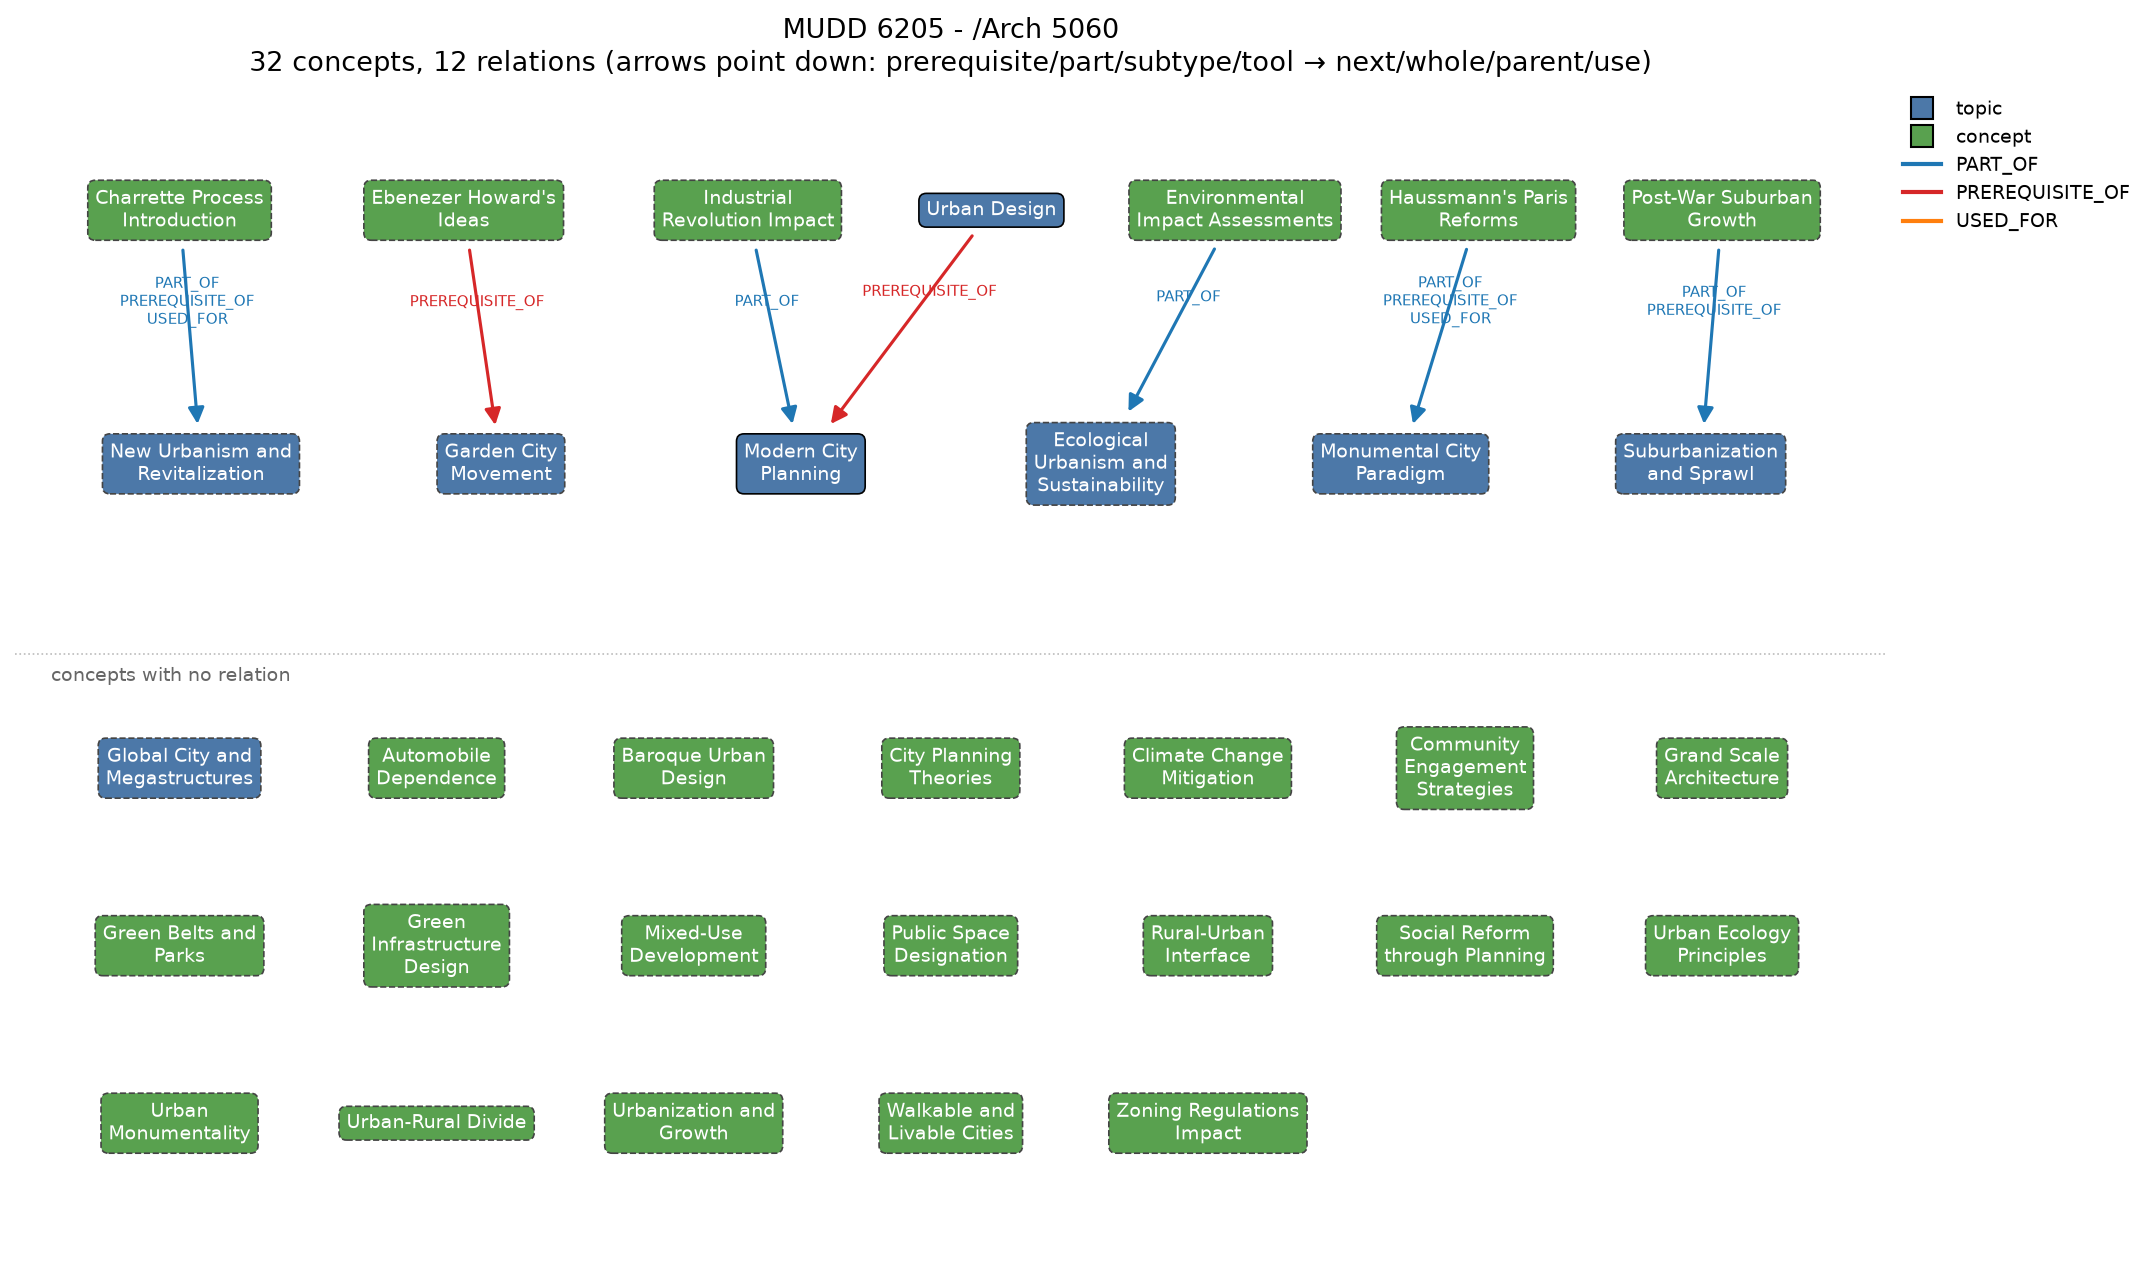 MUDD 6205 - /Arch 5060
32 concepts, 12 relations (arrows point down: prerequisite/part/subtype/tool → next/whole/parent/use)
topic
concept
PART_OF
PREREQUISITE_OF
USED_FOR
Charrette Process
Introduction
Ebenezer Howard's
Ideas
Industrial
Revolution Impact
Urban Design
Environmental
Impact Assessments
Haussmann's Paris
Reforms
Post-War Suburban
Growth
PART_OF
PREREQUISITE_OF
USED_FOR
PREREQUISITE_OF
PART_OF
PREREQUISITE_OF
PART_OF
PART_OF
PREREQUISITE_OF
USED_FOR
PART_OF
PREREQUISITE_OF
New Urbanism and
Revitalization
Garden City
Movement
Modern City
Planning
Ecological
Urbanism and
Sustainability
Monumental City
Paradigm
Suburbanization
and Sprawl
concepts with no relation
Global City and
Megastructures
Automobile
Dependence
Baroque Urban
Design
City Planning
Theories
Climate Change
Mitigation
Community
Engagement
Strategies
Grand Scale
Architecture
Green Belts and
Parks
Green
Infrastructure
Design
Mixed-Use
Development
Public Space
Designation
Rural-Urban
Interface
Social Reform
through Planning
Urban Ecology
Principles
Urban
Monumentality
Urban-Rural Divide
Urbanization and
Growth
Walkable and
Livable Cities
Zoning Regulations
Impact